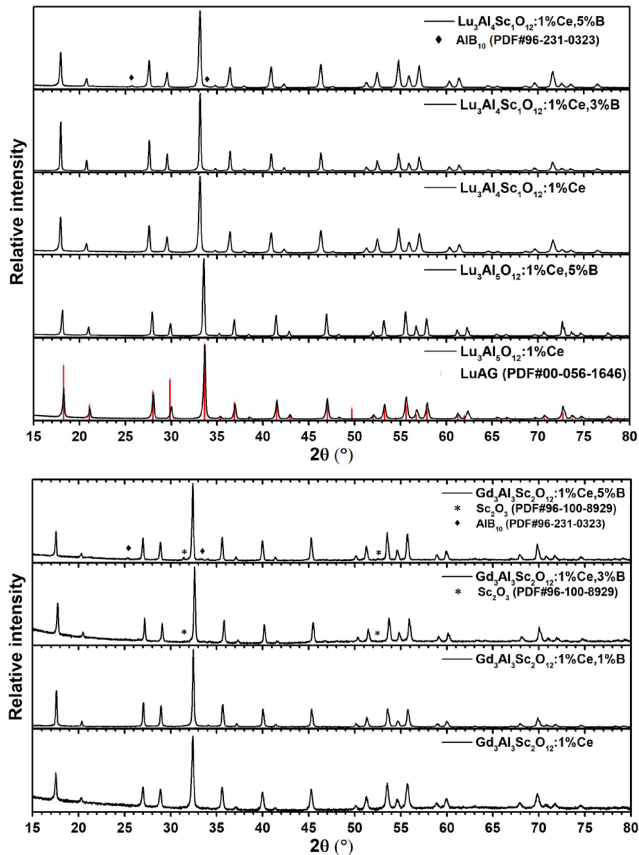 Lu₃Al₄Sc₁O₁₂:1%Ce,5%B
♦ AlB₁₀ (PDF#96-231-0323)
Lu₃Al₄Sc₁O₁₂:1%Ce,3%B
Lu₃Al₄Sc₁O₁₂:1%Ce
Lu₃Al₅O₁₂:1%Ce,5%B
Lu₃Al₅O₁₂:1%Ce
LuAG (PDF#00-056-1646)
Relative intensity
15 20 25 30 35 40 45 50 55 60 65 70 75 80
2θ (°)
Gd₃Al₃Sc₂O₁₂:1%Ce,5%B
* Sc₂O₃ (PDF#96-100-8929)
♦ AlB₁₀ (PDF#96-231-0323)
Gd₃Al₃Sc₂O₁₂:1%Ce,3%B
* Sc₂O₃ (PDF#96-100-8929)
Gd₃Al₃Sc₂O₁₂:1%Ce,1%B
Gd₃Al₃Sc₂O₁₂:1%Ce
Relative intensity
15 20 25 30 35 40 45 50 55 60 65 70 75 80
2θ (°)